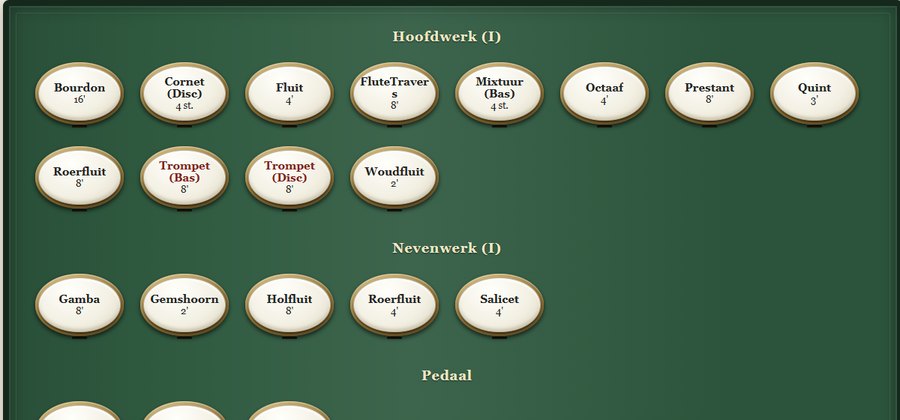 Hoofdwerk (I)
Bourdon
16'
Cornet
(Disc)
4 st.
Fluit
4'
FluteTraver
s
8'
Mixtuur
(Bas)
4 st.
Octaaf
4'
Prestant
8'
Quint
3'
Roerfluit
8'
Trompet
(Bas)
8'
Trompet
(Disc)
8'
Woudfluit
2'
Nevenwerk (I)
Gamba
8'
Gemshoorn
2'
Holfluit
8'
Roerfluit
4'
Salicet
4'
Pedaal